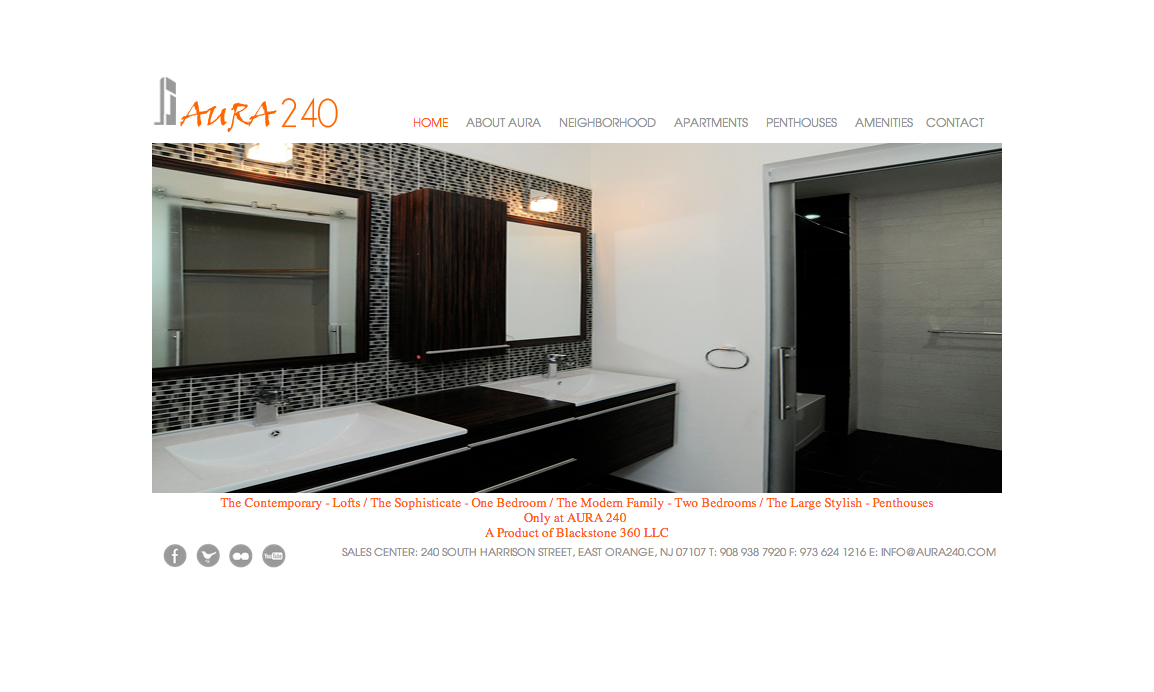 AURA 240
HOME ABOUT AURA NEIGHBORHOOD APARTMENTS PENTHOUSES AMENITIES CONTACT
The Contemporary - Lofts / The Sophisticate - One Bedroom / The Modern Family - Two Bedrooms / The Large Stylish - Penthouses
Only at AURA 240
A Product of Blackstone 360 LLC
f You Tube
SALES CENTER: 240 SOUTH HARRISON STREET, EAST ORANGE, NJ 07107 T: 908 938 7920 F: 973 624 1216 E: INFO@AURA240.COM